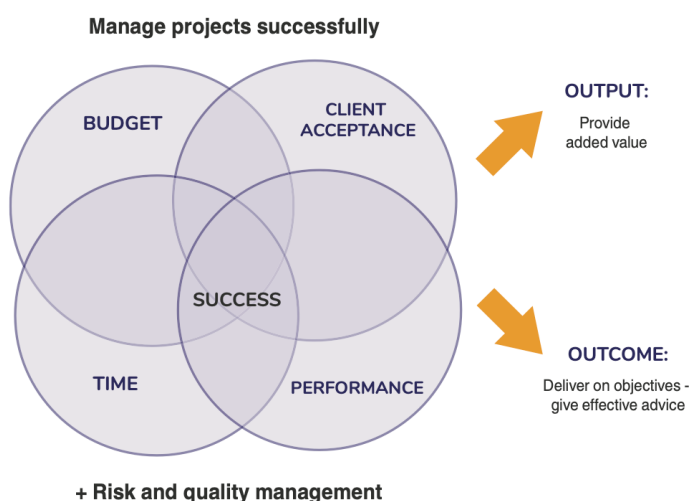 Manage projects successfully
BUDGET
CLIENT
ACCEPTANCE
OUTPUT:
Provide
added value
SUCCESS
TIME
PERFORMANCE
OUTCOME:
Deliver on objectives -
give effective advice
+ Risk and quality management